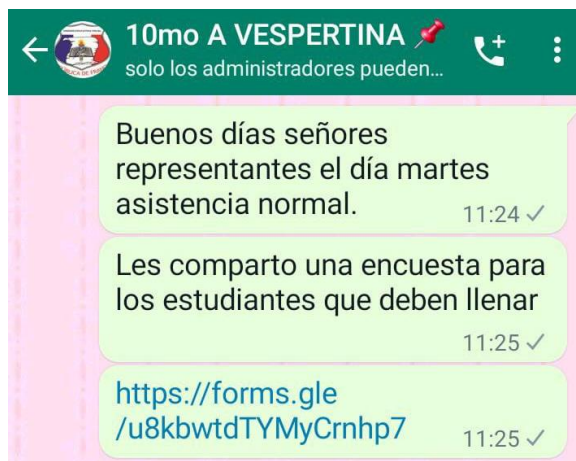 10mo A VESPERTINA 📌
solo los administradores pueden...
Buenos días señores
representantes el día martes
asistencia normal.
11:24
Les comparto una encuesta para
los estudiantes que deben llenar
11:25
https://forms.gle
/u8kbwtdTYMyCrnhp7
11:25